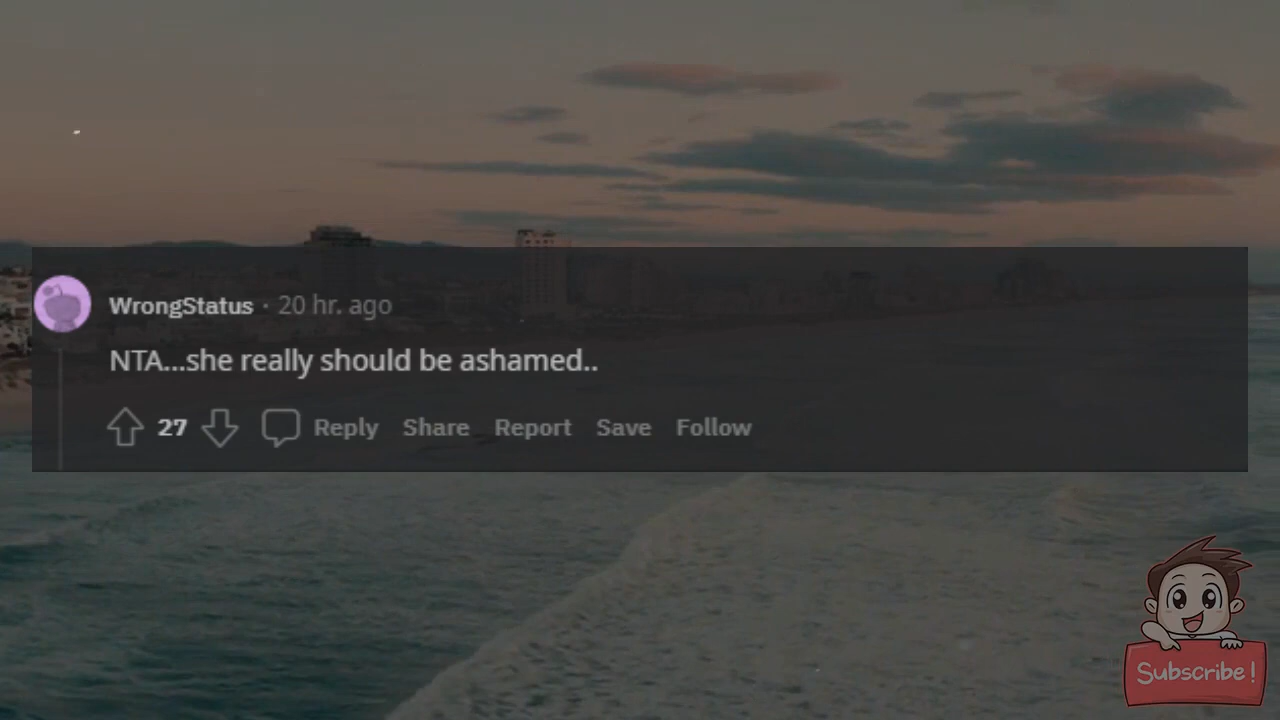 WrongStatus · 20 hr. ago
NTA...she really should be ashamed..
27 Reply Share Report Save Follow
Subscribe!